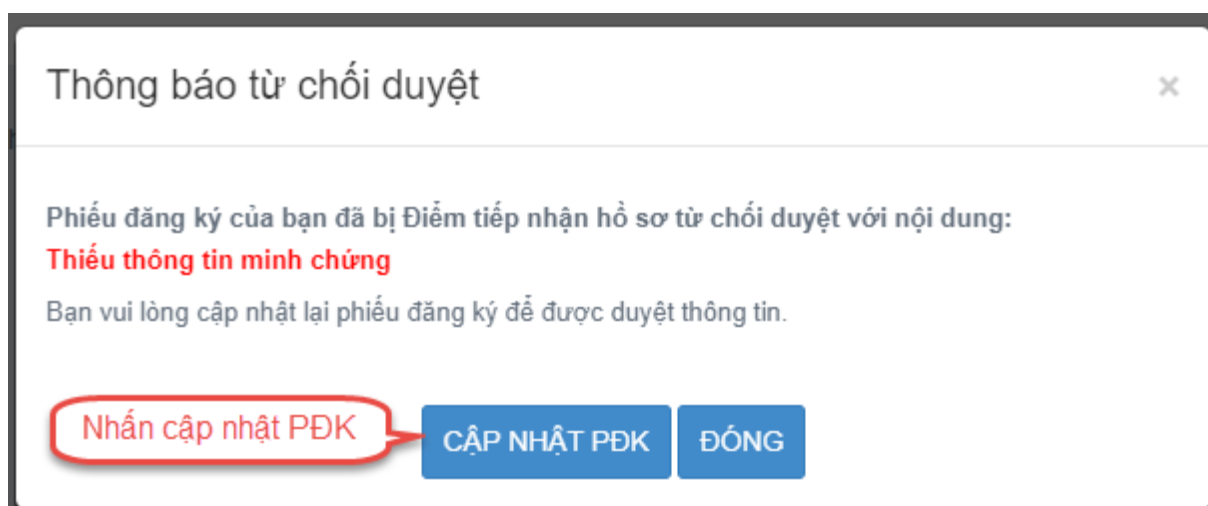 Thông báo từ chối duyệt
×
Phiếu đăng ký của bạn đã bị Điểm tiếp nhận hồ sơ từ chối duyệt với nội dung:
Thiếu thông tin minh chứng
Bạn vui lòng cập nhật lại phiếu đăng ký để được duyệt thông tin.
Nhấn cập nhật PĐK
CẬP NHẬT PĐK ĐÓNG